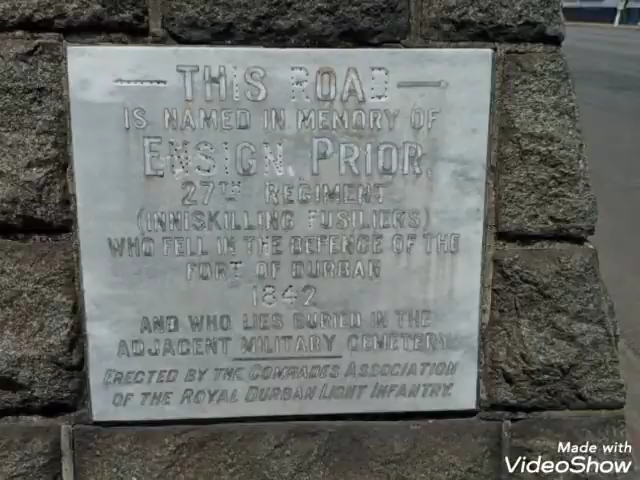 THIS ROAD
IS NAMED IN MEMORY OF
ENSIGN. PRIOR.
27TH REGIMENT
(INNISKILLING FUSILIERS)
WHO FELL IN THE DEFENCE OF THE
FORT OF DURBAN
1842
AND WHO LIES BURIED IN THE
ADJACENT MILITARY CEMETERY
ERECTED BY THE COMRADES ASSOCIATION
OF THE ROYAL DURBAN LIGHT INFANTRY.
Made with
VideoShow